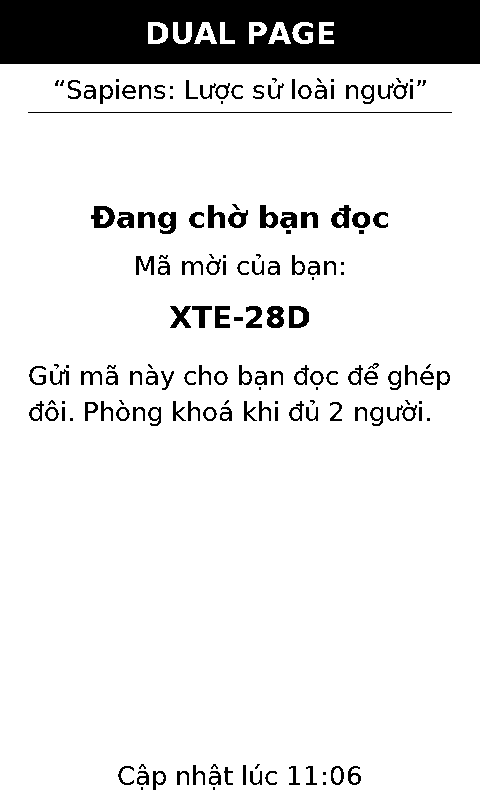 DUAL PAGE
“Sapiens: Lược sử loài người”
Đang chờ bạn đọc
Mã mời của bạn:
XTE-28D
Gửi mã này cho bạn đọc để ghép
đôi. Phòng khoá khi đủ 2 người.
Cập nhật lúc 11:06